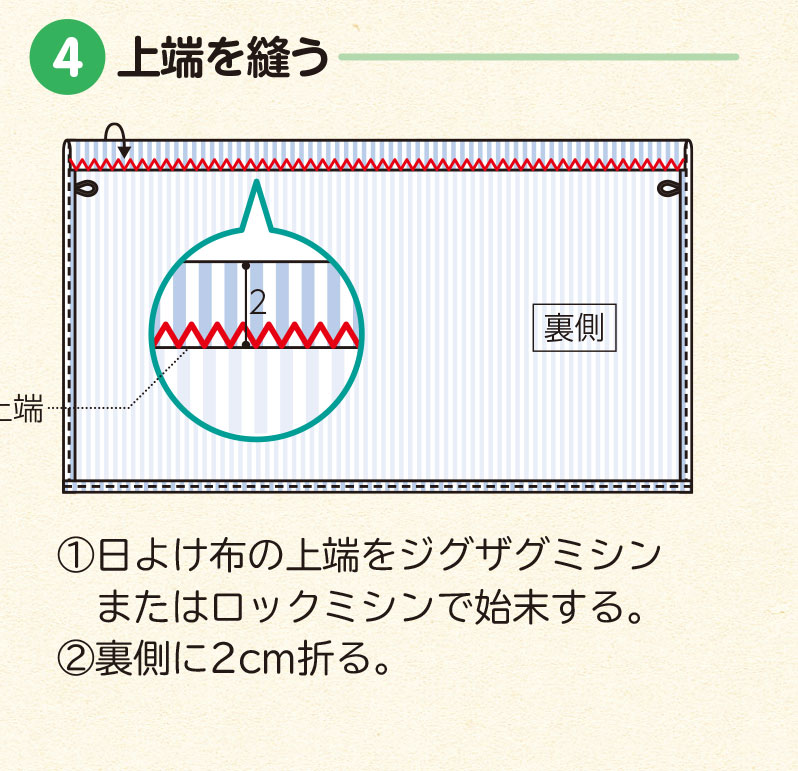 4 上端を縫う
2
裏側
上端
①日よけ布の上端をジグザグミシン
またはロックミシンで始末する。
②裏側に2cm折る。